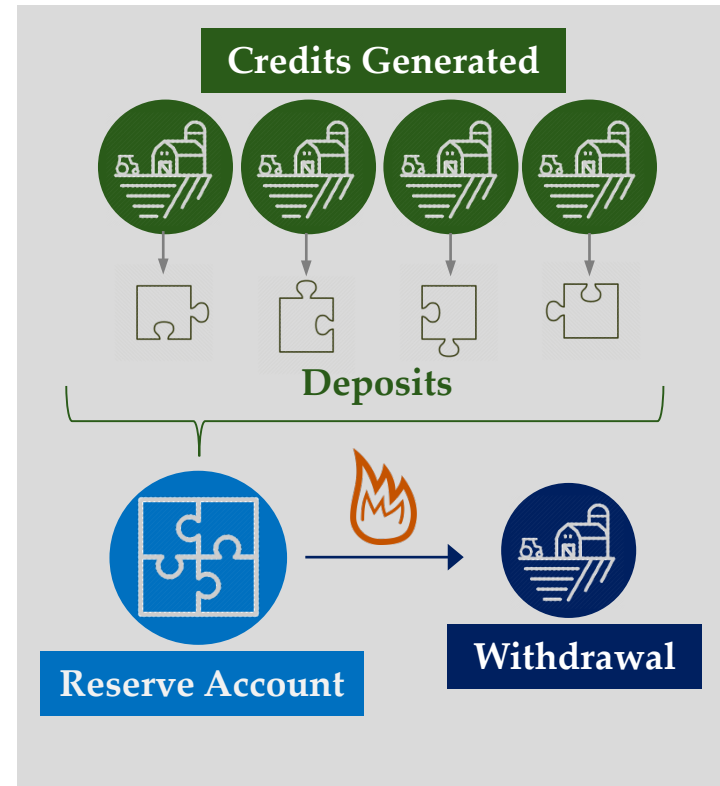 Credits Generated
Deposits
Reserve Account
Withdrawal